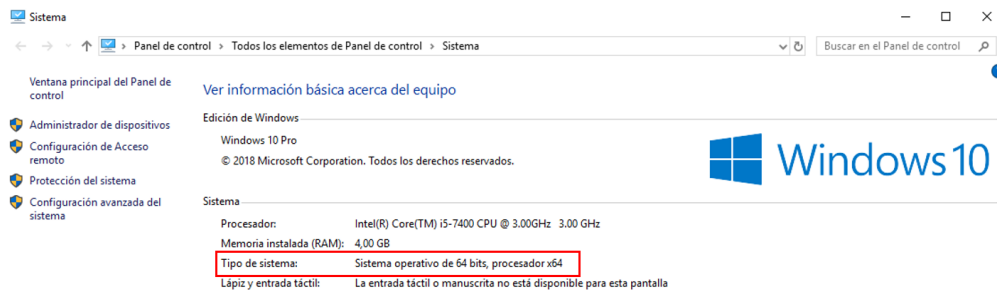 Sistema
Panel de control > Todos los elementos de Panel de control > Sistema
Buscar en el Panel de control
Ventana principal del Panel de
control
Administrador de dispositivos
Configuración de Acceso
remoto
Protección del sistema
Configuración avanzada del
sistema
Ver información básica acerca del equipo
Edición de Windows
Windows 10 Pro
© 2018 Microsoft Corporation. Todos los derechos reservados.
Windows 10
Sistema
Procesador: Intel(R) Core(TM) i5-7400 CPU @ 3.00GHz 3.00 GHz
Memoria instalada (RAM): 4,00 GB
Tipo de sistema: Sistema operativo de 64 bits, procesador x64
Lápiz y entrada táctil: La entrada táctil o manuscrita no está disponible para esta pantalla